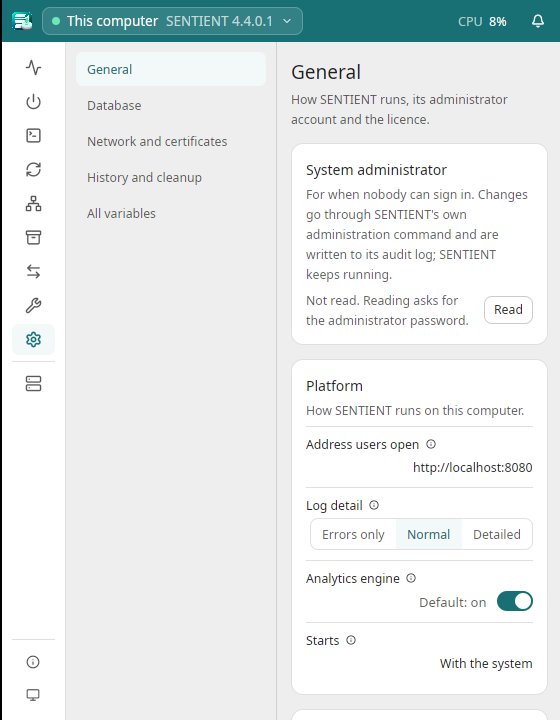 This computer SENTIENT 4.4.0.1
CPU 8%
General
Database
Network and certificates
History and cleanup
All variables
General
How SENTIENT runs, its administrator
account and the licence.
System administrator
For when nobody can sign in. Changes
go through SENTIENT's own
administration command and are
written to its audit log; SENTIENT
keeps running.
Not read. Reading asks for
the administrator password.
Read
Platform
How SENTIENT runs on this computer.
Address users open
http://localhost:8080
Log detail
Errors only Normal Detailed
Analytics engine
Default: on
Starts
With the system